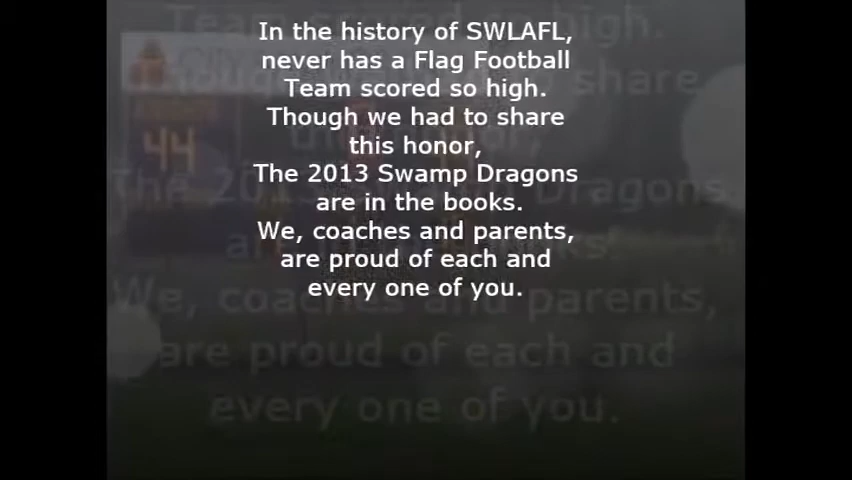 In the history of SWLAFL,
never has a Flag Football
Team scored so high.
Though we had to share
this honor,
The 2013 Swamp Dragons
are in the books.
We, coaches and parents,
are proud of each and
every one of you.
44